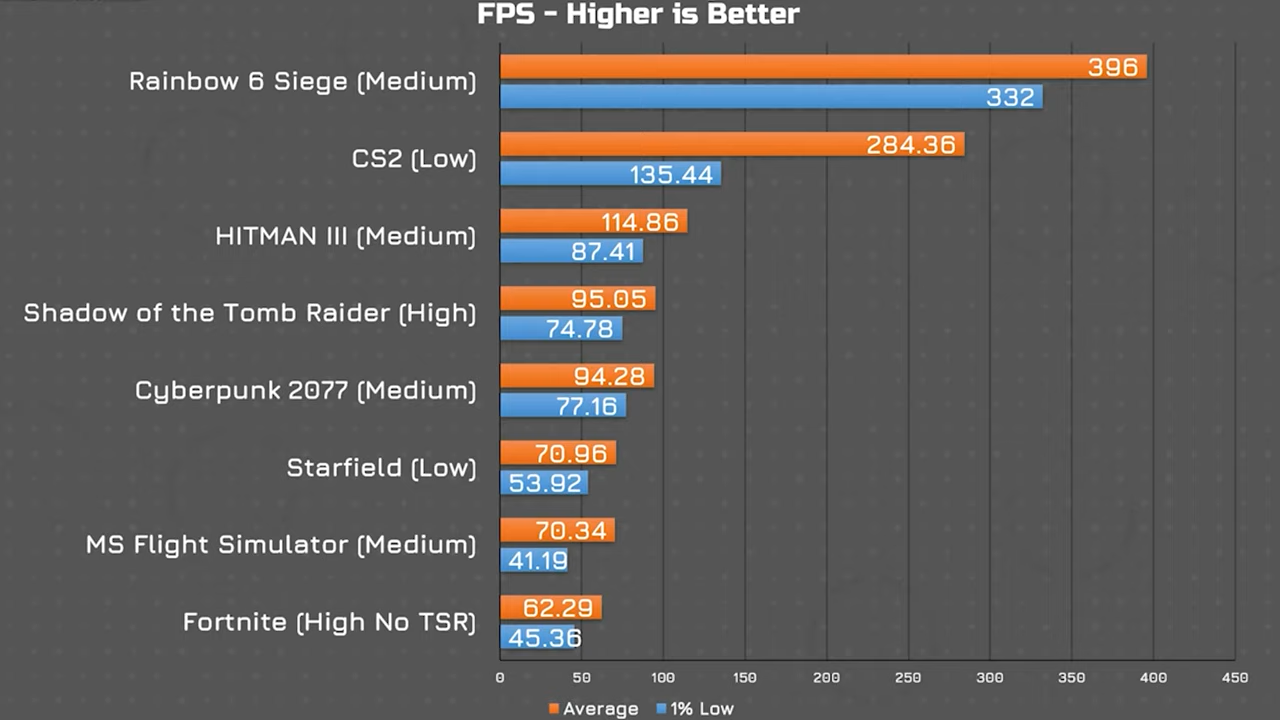 FPS - Higher is Better
Rainbow 6 Siege (Medium)
396
332
CS2 (Low)
284.36
135.44
HITMAN III (Medium)
114.86
87.41
Shadow of the Tomb Raider (High)
95.05
74.78
Cyberpunk 2077 (Medium)
94.28
77.16
Starfield (Low)
70.96
53.92
MS Flight Simulator (Medium)
70.34
41.19
Fortnite (High No TSR)
62.29
45.36
0 50 100 150 200 250 300 350 400 450
Average 1% Low